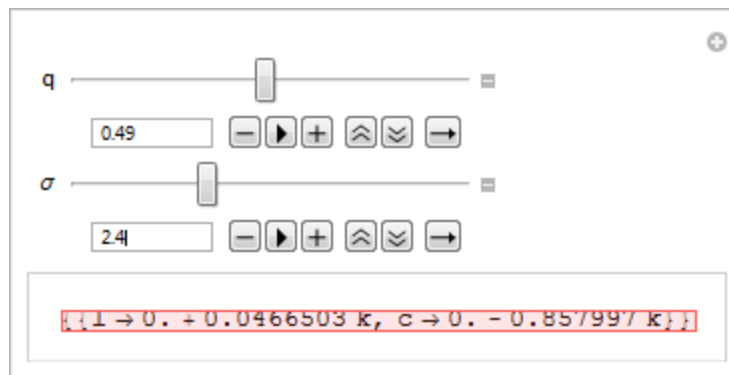 q
0.49
σ
2.4
{{l → 0. + 0.0466503 k, c → 0. - 0.857997 k}}